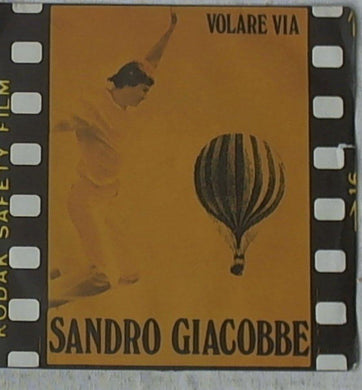 VOLARE VIA
KODAK SAFETY FILM
SANDRO GIACOBBE